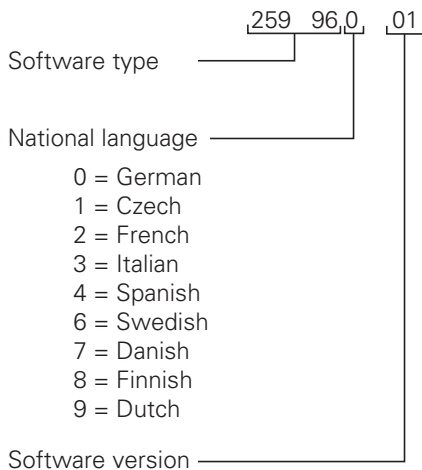 259 96 0 01
Software type
National language
0 = German
1 = Czech
2 = French
3 = Italian
4 = Spanish
6 = Swedish
7 = Danish
8 = Finnish
9 = Dutch
Software version